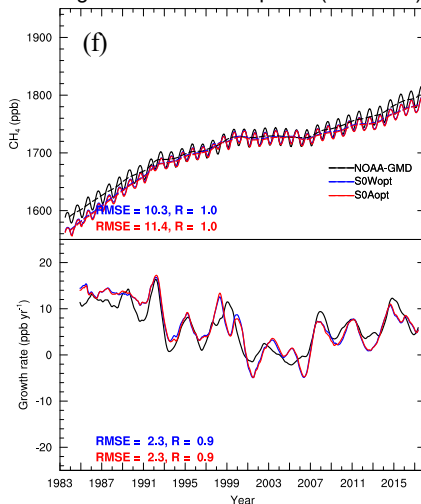 (f)
1900
1800
1700
1600
CH₄ (ppb)
NOAA-GMD
S0Wopt
S0Aopt
RMSE = 10.3, R = 1.0
RMSE = 11.4, R = 1.0
20
10
0
-10
-20
Growth rate (ppb yr⁻¹)
RMSE = 2.3, R = 0.9
RMSE = 2.3, R = 0.9
1983 1987 1991 1995 1999 2003 2007 2011 2015
Year